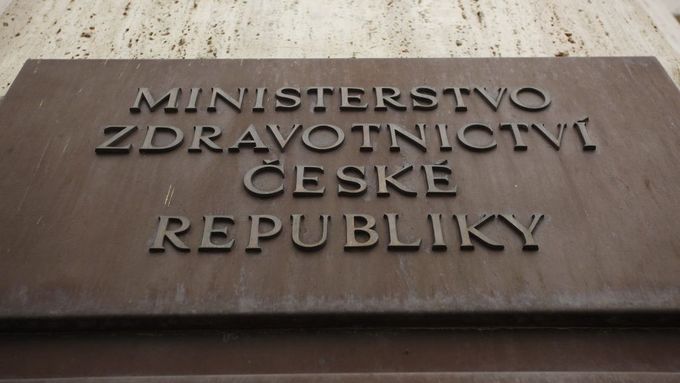 MINISTERSTVO
ZDRAVOTNICTVÍ
ČESKÉ
REPUBLIKY